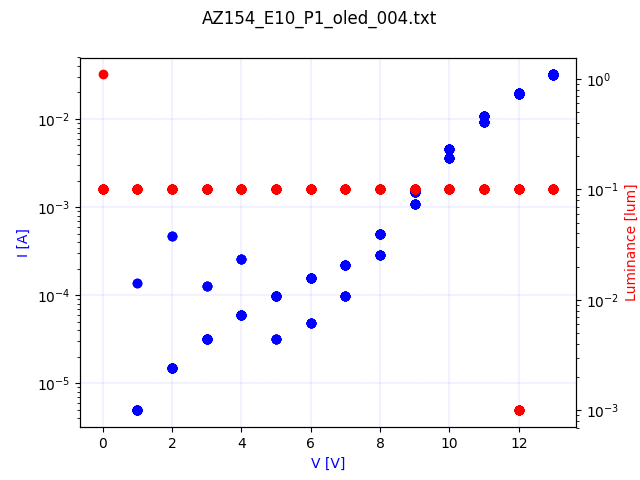 AZ154_E10_P1_oled_004.txt
I [A]
10⁻²
10⁻³
10⁻⁴
10⁻⁵
10⁰
10⁻¹
10⁻²
10⁻³
Luminance [lum]
0 2 4 6 8 10 12
V [V]